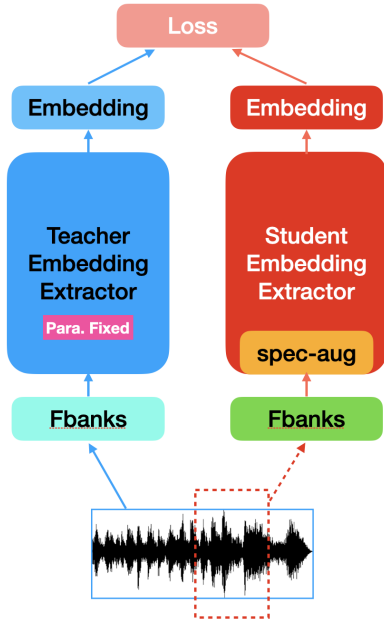 Loss
Embedding
Embedding
Teacher
Embedding
Extractor
Para. Fixed
Student
Embedding
Extractor
spec-aug
Fbanks
Fbanks